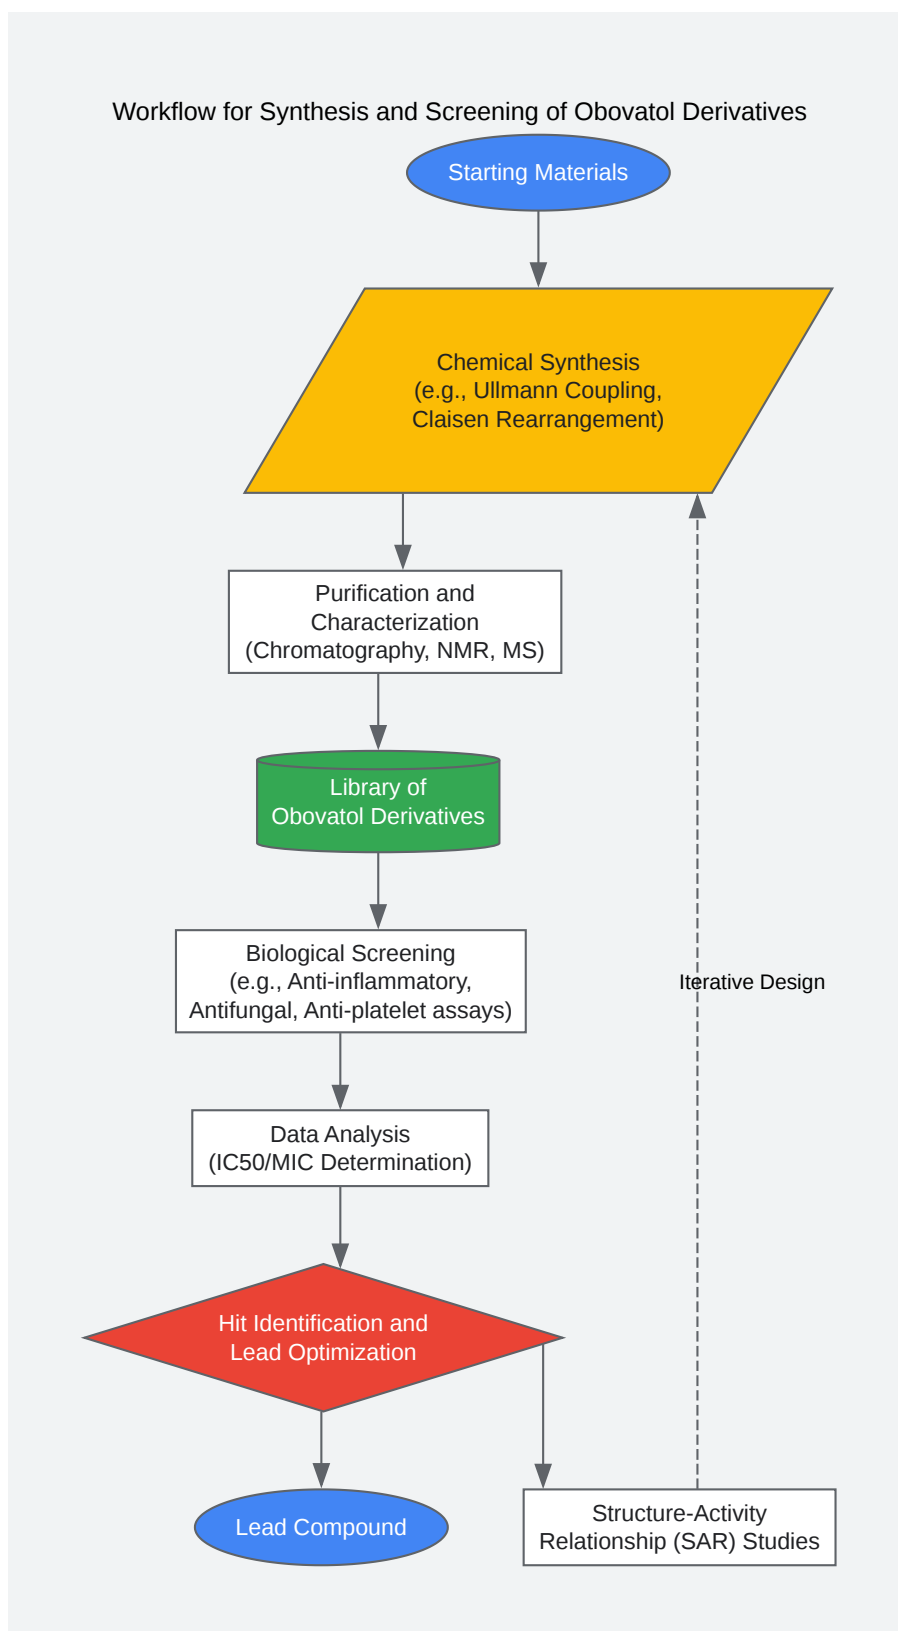 Workflow for Synthesis and Screening of Obovatol Derivatives
Starting Materials
Chemical Synthesis
(e.g., Ullmann Coupling,
Claisen Rearrangement)
Purification and
Characterization
(Chromatography, NMR, MS)
Library of
Obovatol Derivatives
Biological Screening
(e.g., Anti-inflammatory,
Antifungal, Anti-platelet assays)
Iterative Design
Data Analysis
(IC50/MIC Determination)
Hit Identification and
Lead Optimization
Lead Compound
Structure-Activity
Relationship (SAR) Studies